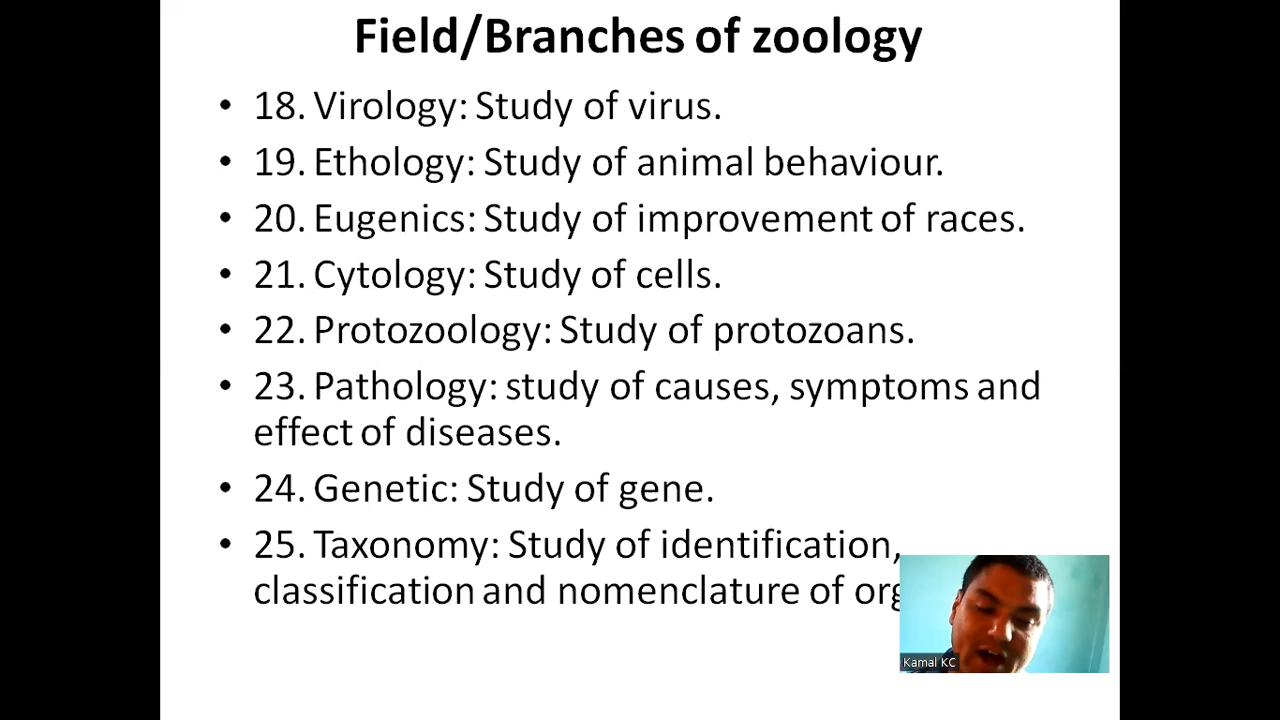 Field/Branches of zoology
• 18. Virology: Study of virus.
• 19. Ethology: Study of animal behaviour.
• 20. Eugenics: Study of improvement of races.
• 21. Cytology: Study of cells.
• 22. Protozoology: Study of protozoans.
• 23. Pathology: study of causes, symptoms and
effect of diseases.
• 24. Genetic: Study of gene.
• 25. Taxonomy: Study of identification,
classification and nomenclature of
Kamal KC